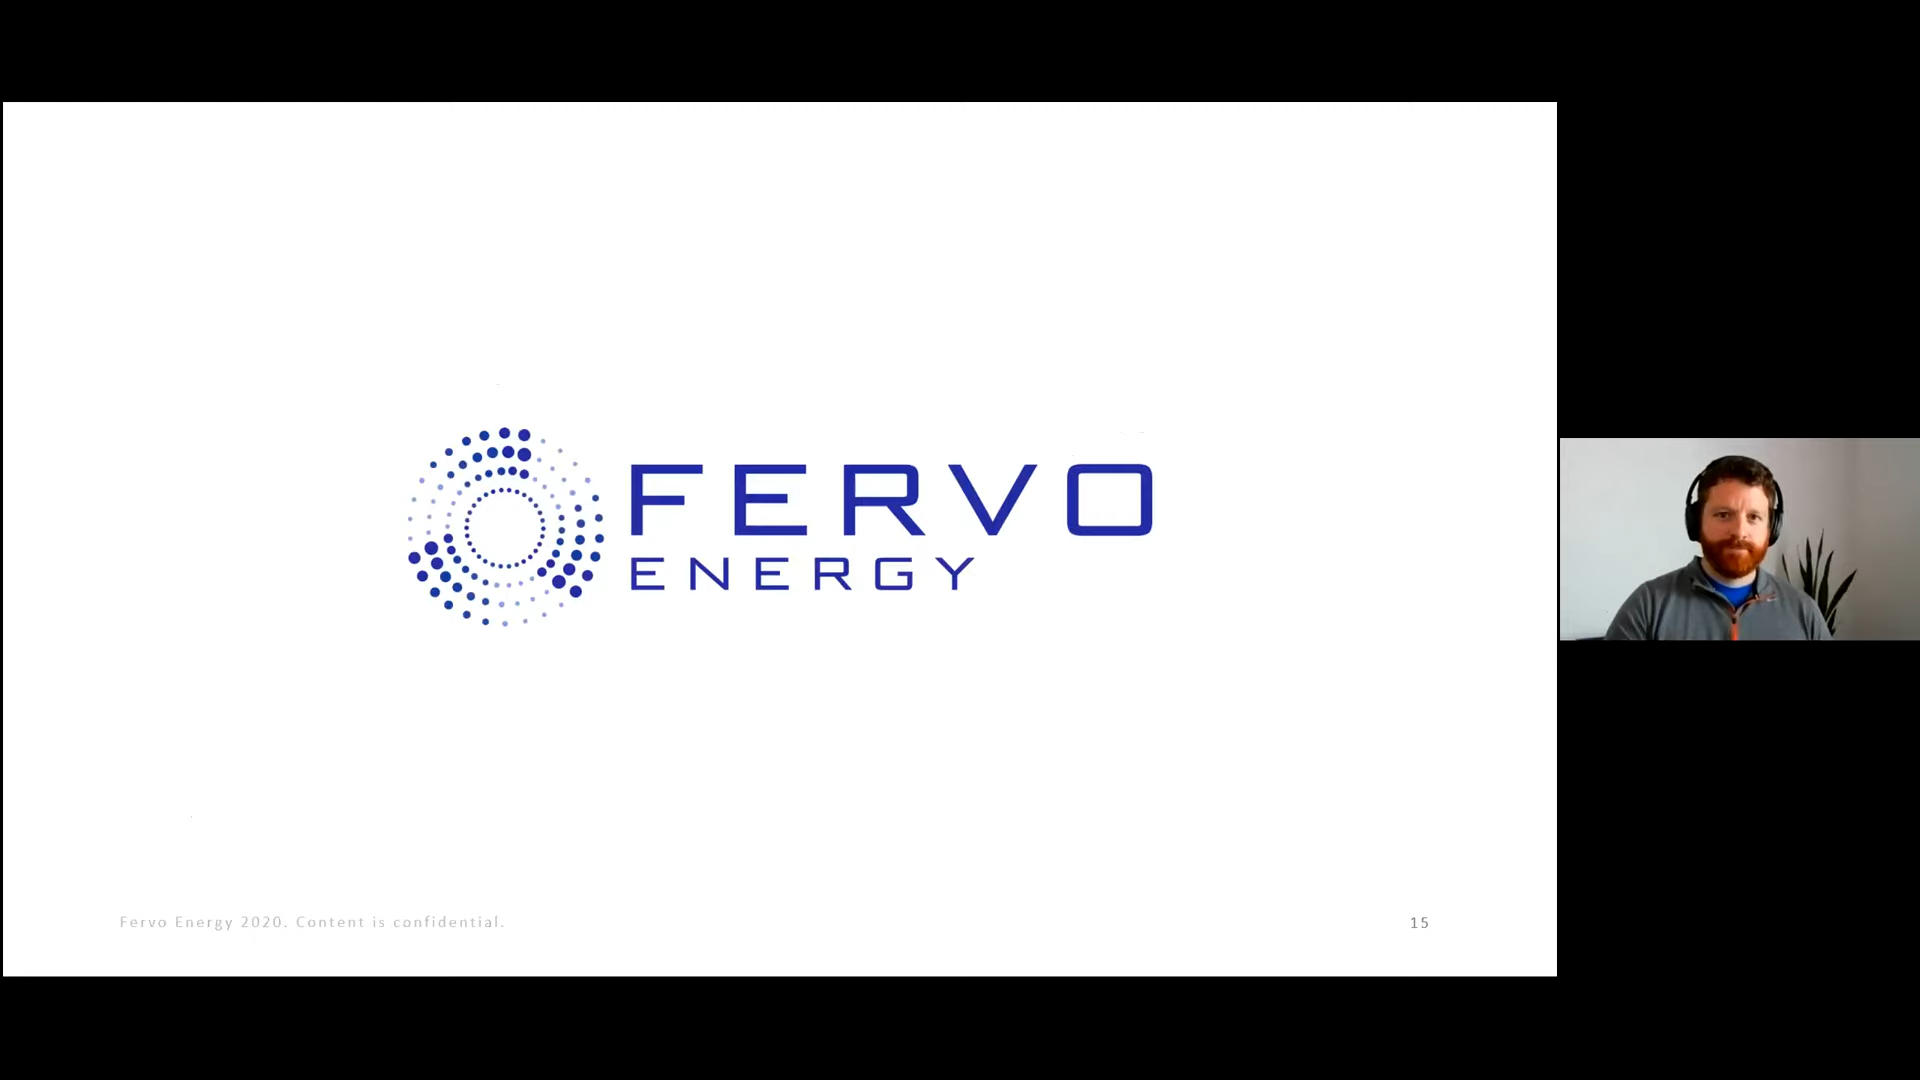 FERVO
ENERGY
Fervo Energy 2020. Content is confidential.
15